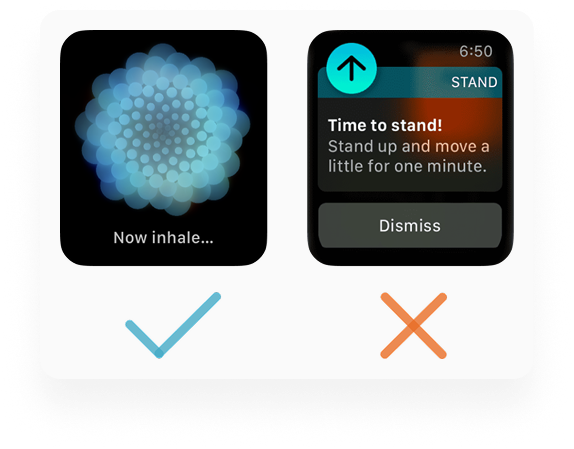 Now inhale...
6:50
STAND
Time to stand!
Stand up and move a
little for one minute.
Dismiss